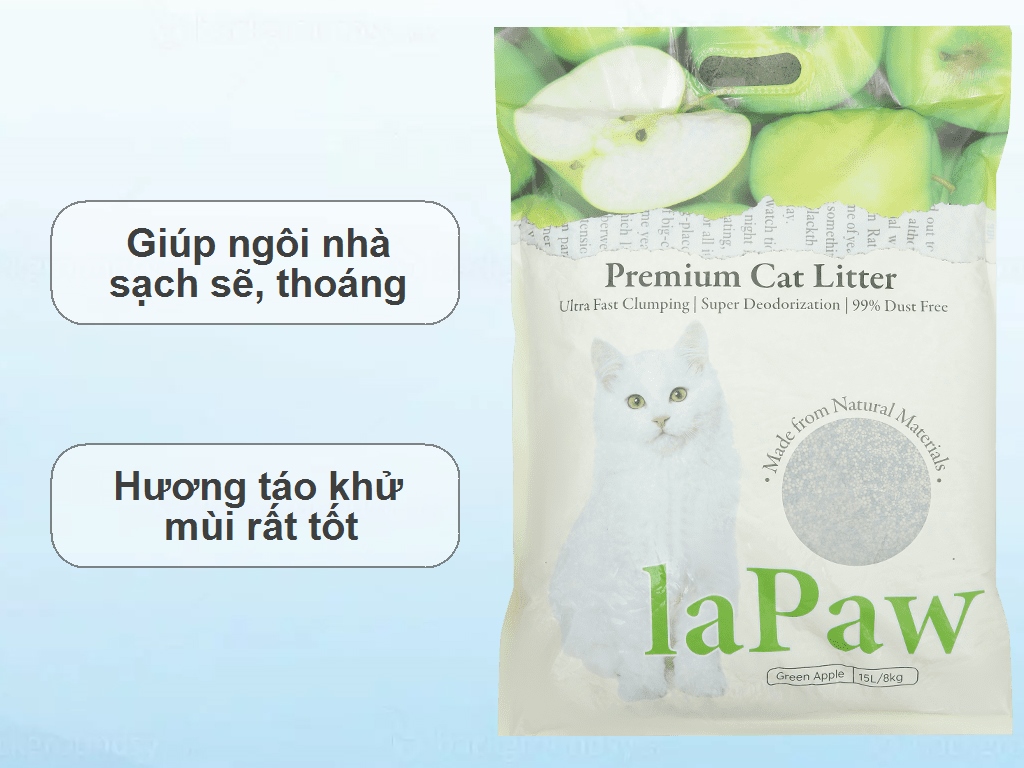 Giúp ngôi nhà
sạch sẽ, thoáng
Hương táo khử
mùi rất tốt
Premium Cat Litter
Ultra Fast Clumping | Super Deodorization | 99% Dust Free
• Made from Natural Materials •
laPaw
Green Apple | 15L/8kg